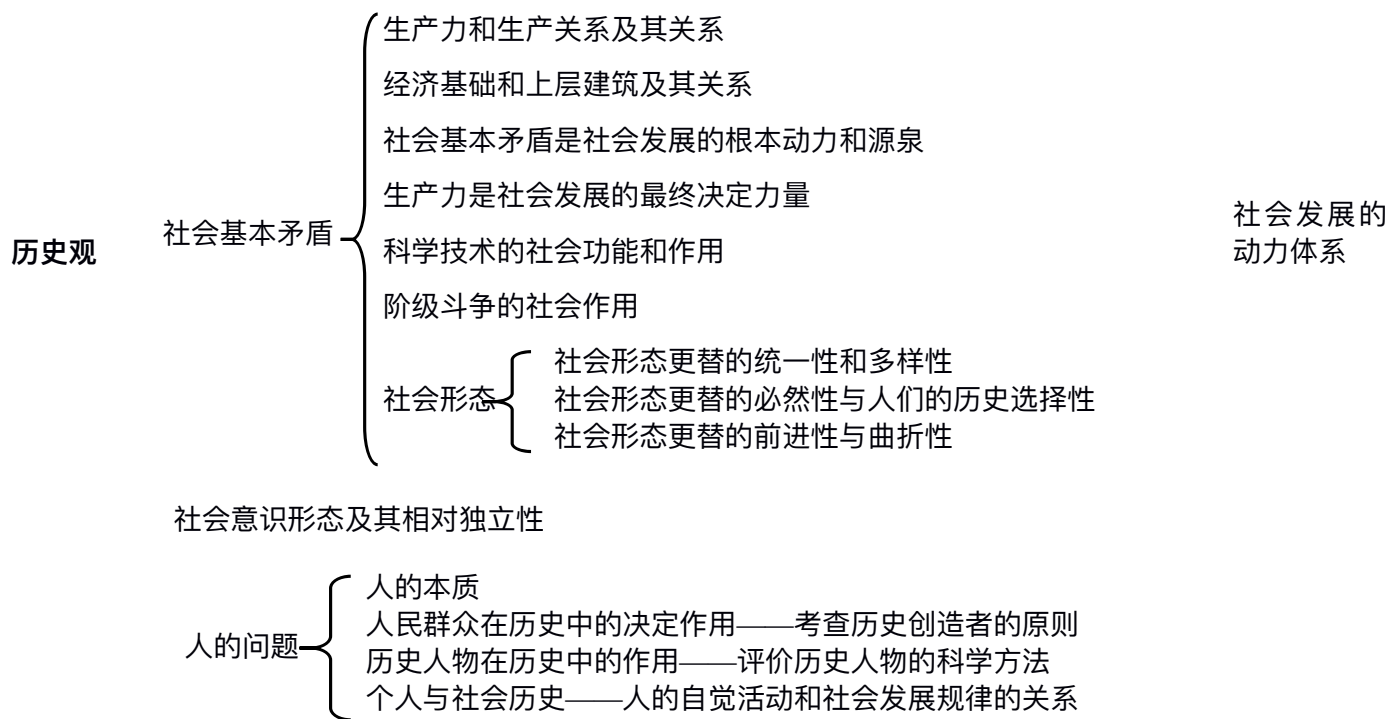 生产力和生产关系及其关系
经济基础和上层建筑及其关系
社会基本矛盾是社会发展的根本动力和源泉
生产力是社会发展的最终决定力量
社会基本矛盾
历史观
科学技术的社会功能和作用
社会发展的
动力体系
阶级斗争的社会作用
社会形态
社会形态更替的统一性和多样性
社会形态更替的必然性与人们的历史选择性
社会形态更替的前进性与曲折性
社会意识形态及其相对独立性
人的问题
人的本质
人民群众在历史中的决定作用——考查历史创造者的原则
历史人物在历史中的作用——评价历史人物的科学方法
个人与社会历史——人的自觉活动和社会发展规律的关系